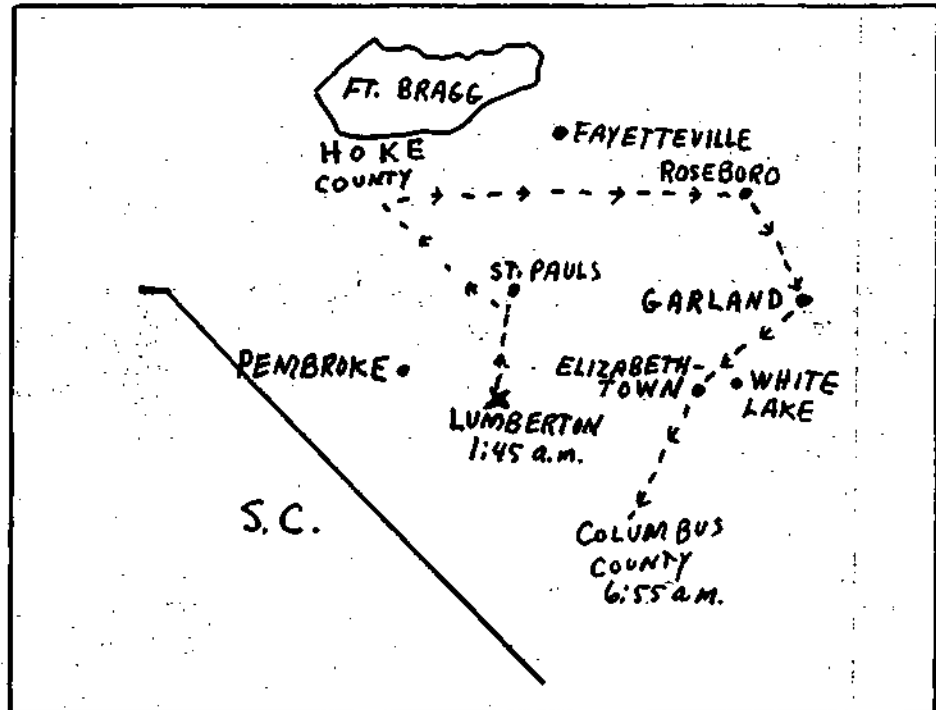 FT. BRAGG
HOKE
COUNTY
FAYETTEVILLE
ROSEBORO
ST. PAULS
GARLAND
PEMBROKE
ELIZABETH-
TOWN
WHITE
LAKE
LUMBERTON
1:45 a.m.
S.C.
COLUMBUS
COUNTY
6:55 a.m.